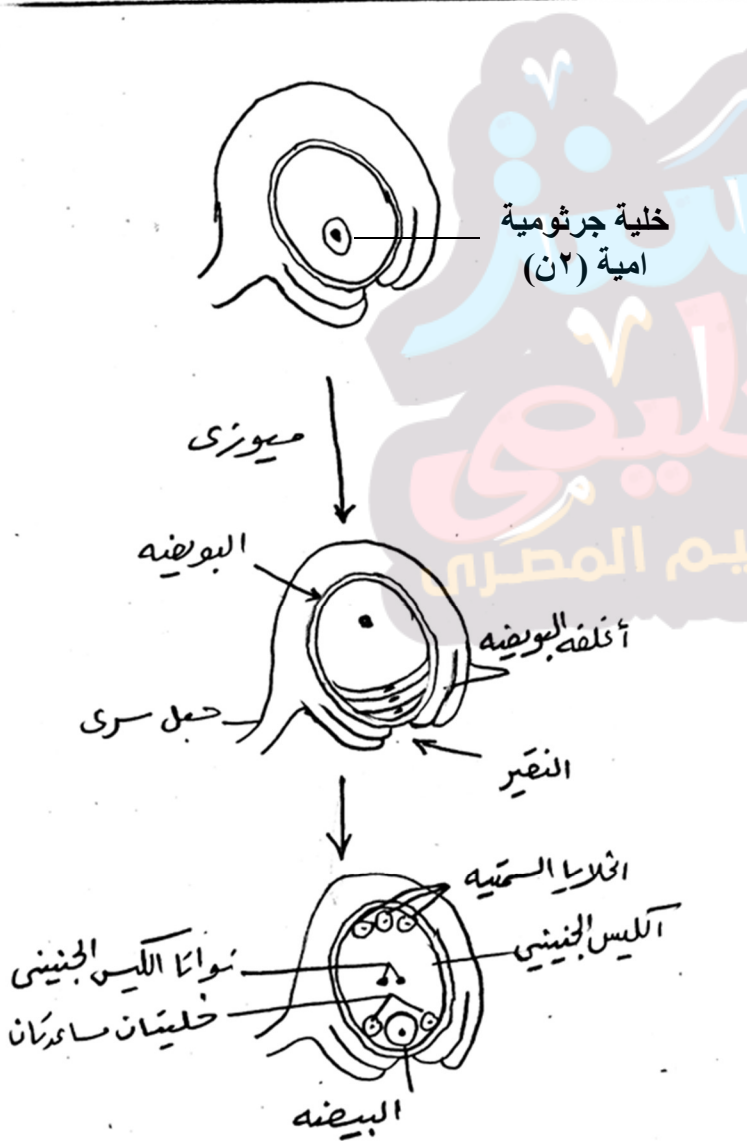 خلية جرثومية
امية (٢ن)
ميوزى
البويضه
أغلفه البويضه
حبل سرى
النقير
الخلايا السمتيه
الكيس الجنينى
نواتا الكيس الجنينى
خليتان مساعدتان
البيضه